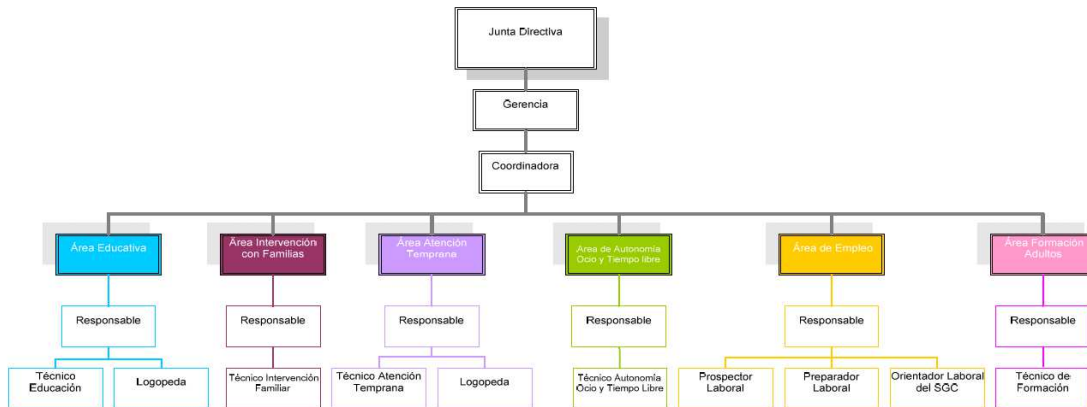 Junta Directiva
Gerencia
Coordinadora
Área Educativa
Área Intervención
con Familias
Área Atención
Temprana
Area de Autonomía
Ocio y Tiempo libre
Área de Empleo
Área Formación
Adultos
Responsable
Responsable
Responsable
Responsable
Responsable
Responsable
Técnico
Educación
Logopeda
Técnico Intervención
Familiar
Técnico Atención
Temprana
Logopeda
Técnico Autonomía
Ocio y Tiempo Libre
Prospector
Laboral
Preparador
Laboral
Orientador Laboral
del SGC
Técnico de
Formación